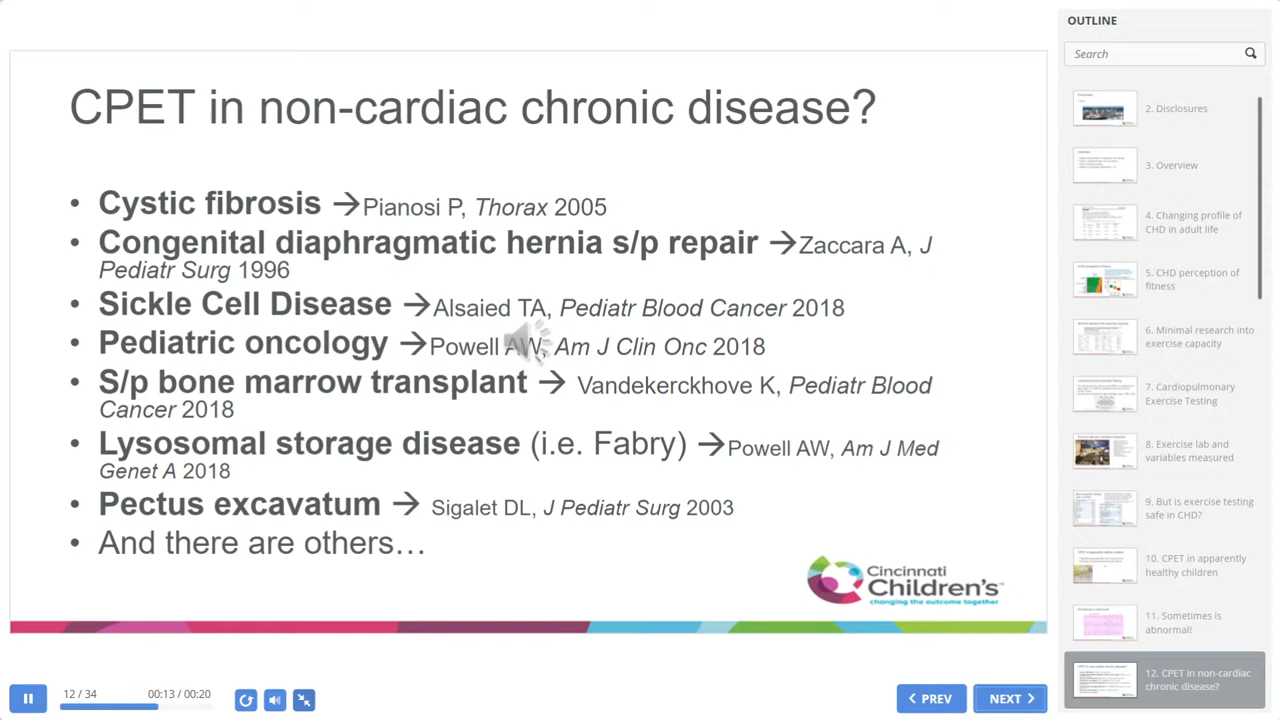 CPET in non-cardiac chronic disease?
• Cystic fibrosis →Pianosi P, Thorax 2005
• Congenital diaphragmatic hernia s/p repair →Zaccara A, J
Pediatr Surg 1996
• Sickle Cell Disease →Alsaied TA, Pediatr Blood Cancer 2018
• Pediatric oncology →Powell AW, Am J Clin Onc 2018
• S/p bone marrow transplant → Vandekerckhove K, Pediatr Blood
Cancer 2018
• Lysosomal storage disease (i.e. Fabry) →Powell AW, Am J Med
Genet A 2018
• Pectus excavatum → Sigalet DL, J Pediatr Surg 2003
• And there are others…
Cincinnati
Children's™
changing the outcome together
12 / 34
00:13 / 00:20
PREV
NEXT
OUTLINE
Search
2. Disclosures
3. Overview
4. Changing profile of
CHD in adult life
5. CHD perception of
fitness
6. Minimal research into
exercise capacity
7. Cardiopulmonary
Exercise Testing
8. Exercise lab and
variables measured
9. But is exercise testing
safe in CHD?
10. CPET in apparently
healthy children
11. Sometimes is
abnormal!
12. CPET in non-cardiac
chronic disease?